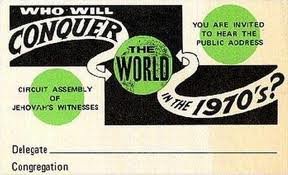 WHO WILL
CONQUER
THE
WORLD
IN THE 1970's?
YOU ARE INVITED
TO HEAR THE
PUBLIC ADDRESS
CIRCUIT ASSEMBLY
OF
JEHOVAH'S WITNESSES
Delegate
Congregation